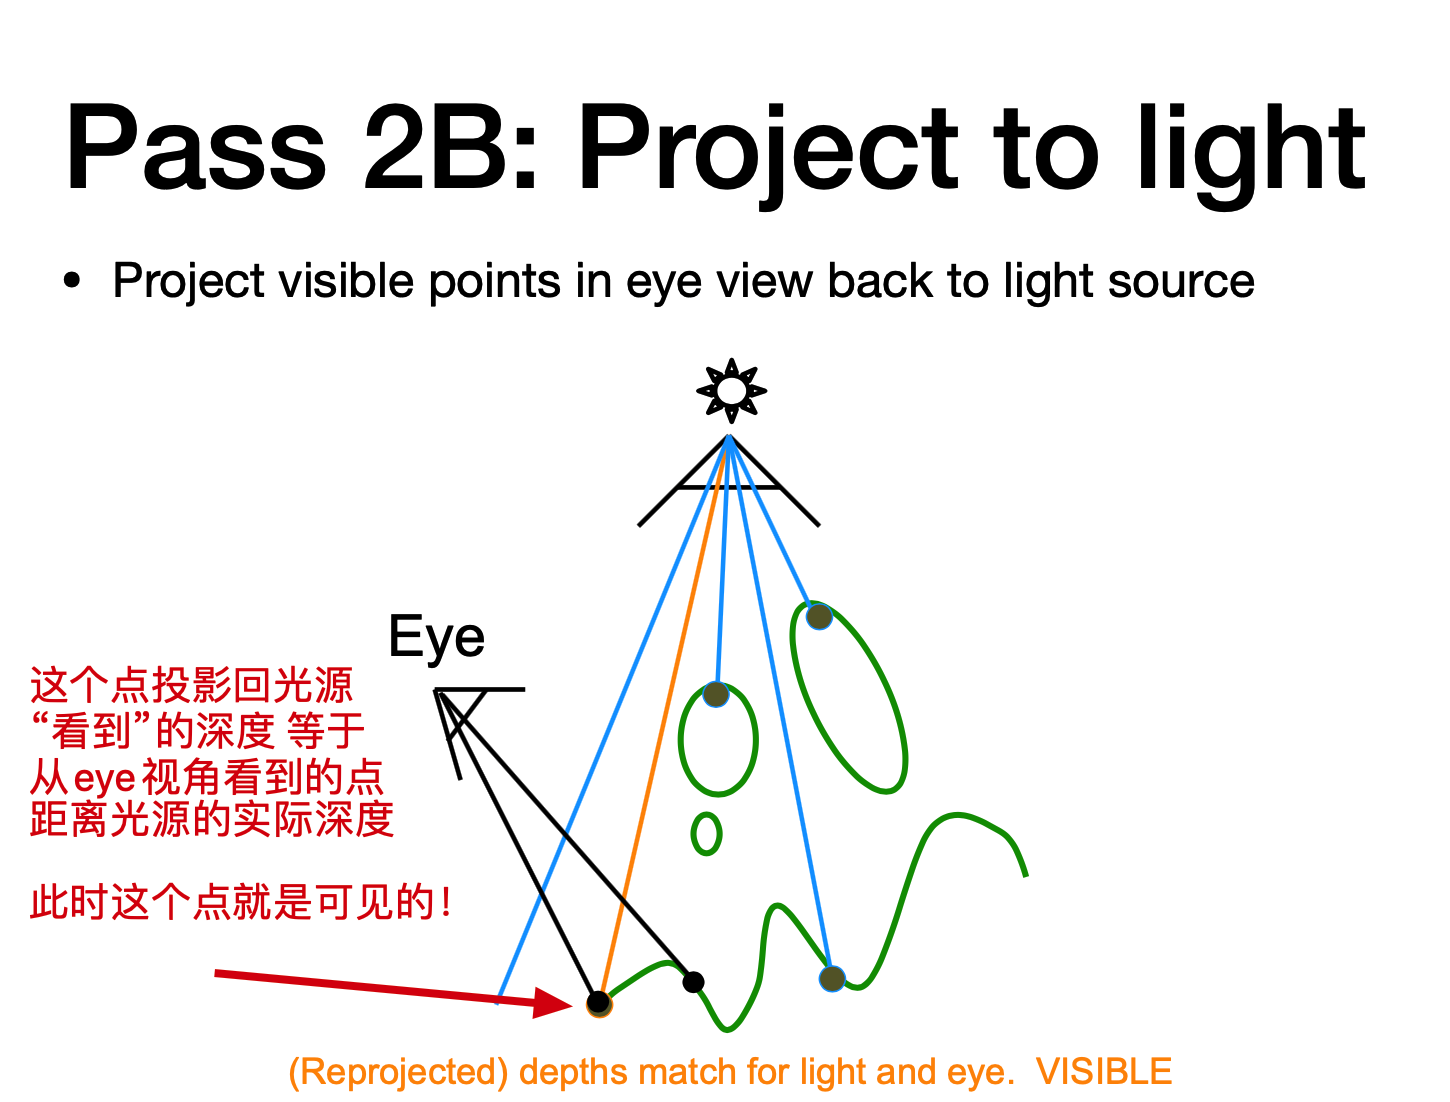 Pass 2B: Project to light
• Project visible points in eye view back to light source
Eye
这个点投影回光源
“看到”的深度 等于
从eye视角看到的点
距离光源的实际深度
此时这个点就是可见的！
(Reprojected) depths match for light and eye.  VISIBLE